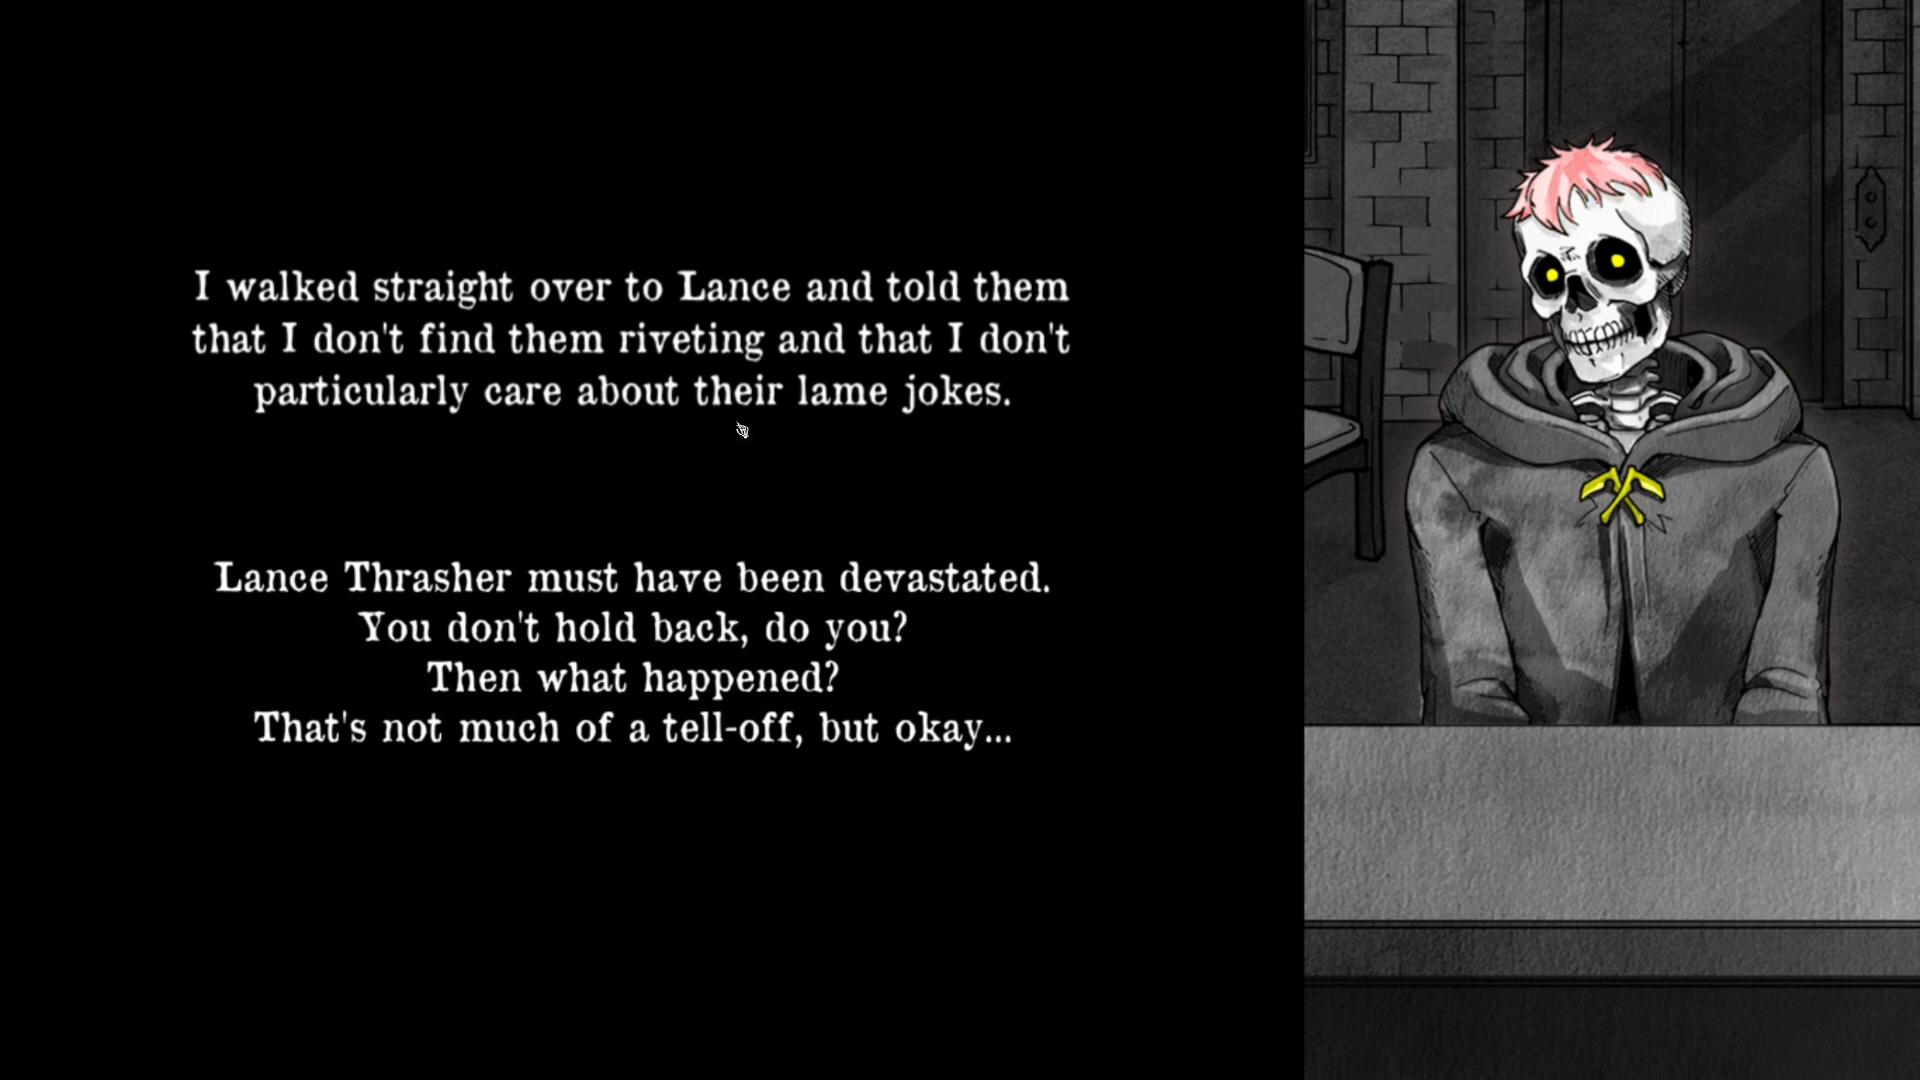 I walked straight over to Lance and told them
that I don't find them riveting and that I don't
particularly care about their lame jokes.
Lance Thrasher must have been devastated.
You don't hold back, do you?
Then what happened?
That's not much of a tell-off, but okay...